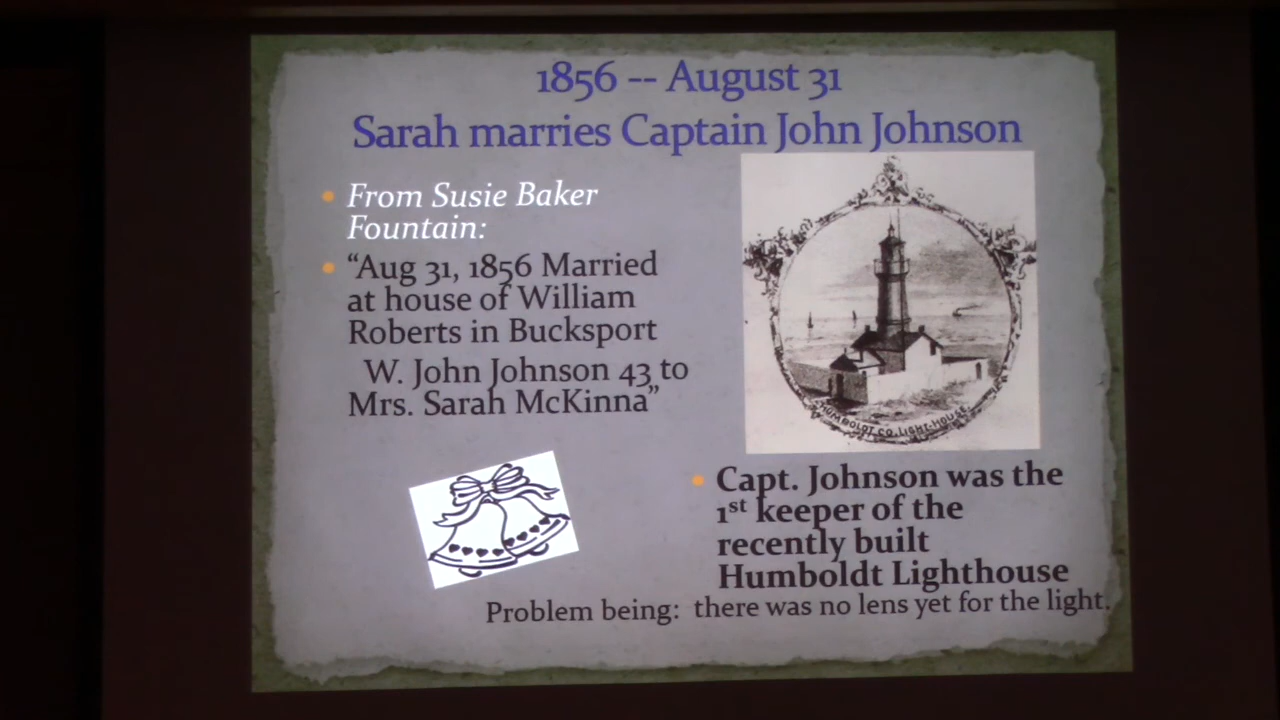 1856 -- August 31
Sarah marries Captain John Johnson
From Susie Baker
Fountain:
“Aug 31, 1856 Married
at house of William
Roberts in Bucksport
W. John Johnson 43 to
Mrs. Sarah McKinna”
HUMBOLDT CO. LIGHT-HOUSE
Capt. Johnson was the
1st keeper of the
recently built
Humboldt Lighthouse
Problem being: there was no lens yet for the light.